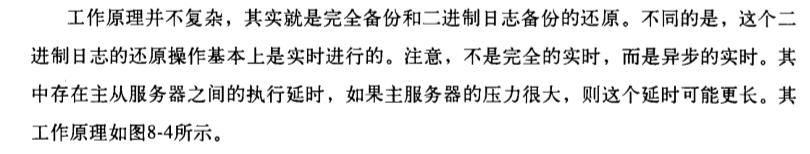 工作原理并不复杂，其实就是完全备份和二进制日志备份的还原。不同的是，这个二
进制日志的还原操作基本上是实时进行的。注意，不是完全的实时，而是异步的实时。其
中存在主从服务器之间的执行延时，如果主服务器的压力很大，则这个延时可能更长。其
工作原理如图8-4所示。